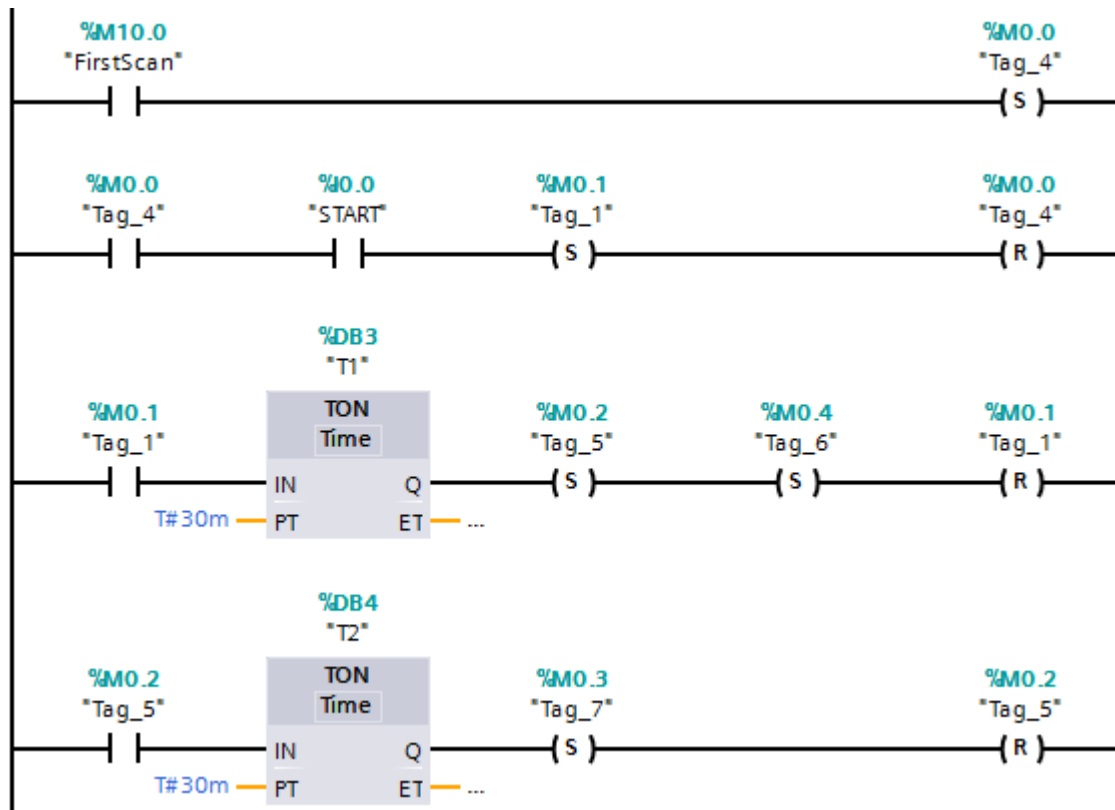 %M10.0 %M0.0
"FirstScan" "Tag_4"
( S )
%M0.0 %I0.0 %M0.1 %M0.0
"Tag_4" "START" "Tag_1" "Tag_4"
( S ) ( R )
%DB3
"T1"
%M0.1 TON %M0.2 %M0.4 %M0.1
"Tag_1" Time "Tag_5" "Tag_6" "Tag_1"
IN Q ( S ) ( S ) ( R )
T#30m PT ET ...
%DB4
"T2"
%M0.2 TON %M0.3 %M0.2
"Tag_5" Time "Tag_7" "Tag_5"
IN Q ( S ) ( R )
T#30m PT ET ...